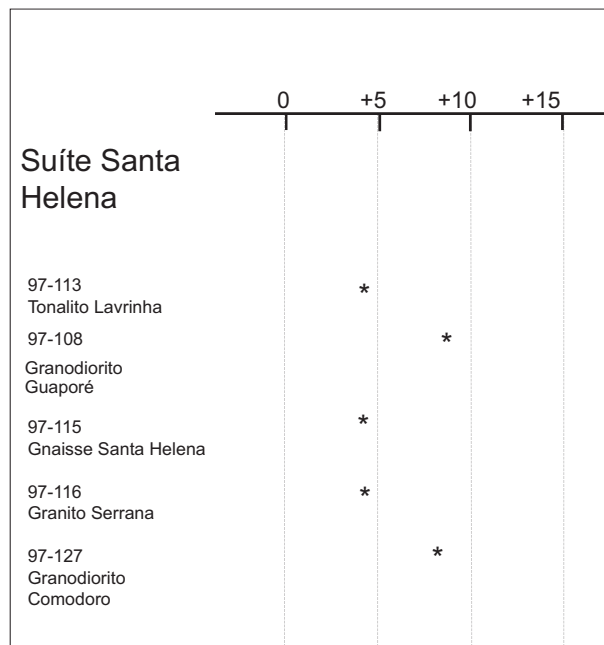 0 +5 +10 +15
Suíte Santa
Helena
97-113
Tonalito Lavrinha
*
97-108
*
Granodiorito
Guaporé
97-115
*
Gnaisse Santa Helena
97-116
*
Granito Serrana
97-127
*
Granodiorito
Comodoro